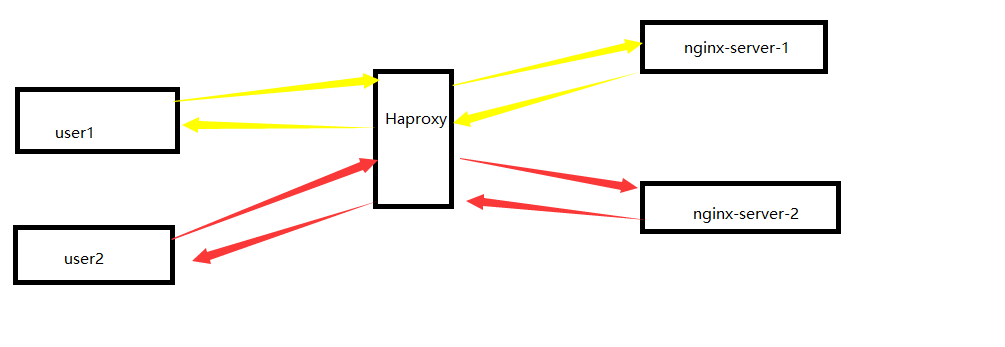 nginx-server-1
Haproxy
user1
nginx-server-2
user2